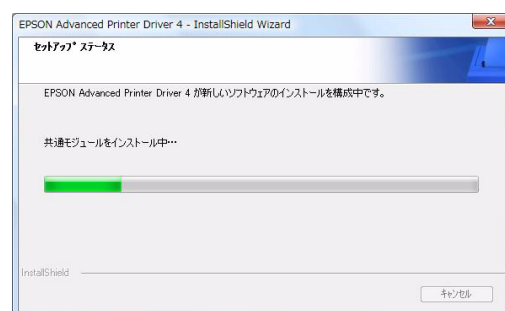 EPSON Advanced Printer Driver 4 - InstallShield Wizard
セットアップ ステータス
EPSON Advanced Printer Driver 4 が新しいソフトウェアのインストールを構成中です。
共通モジュールをインストール中…
InstallShield
キャンセル